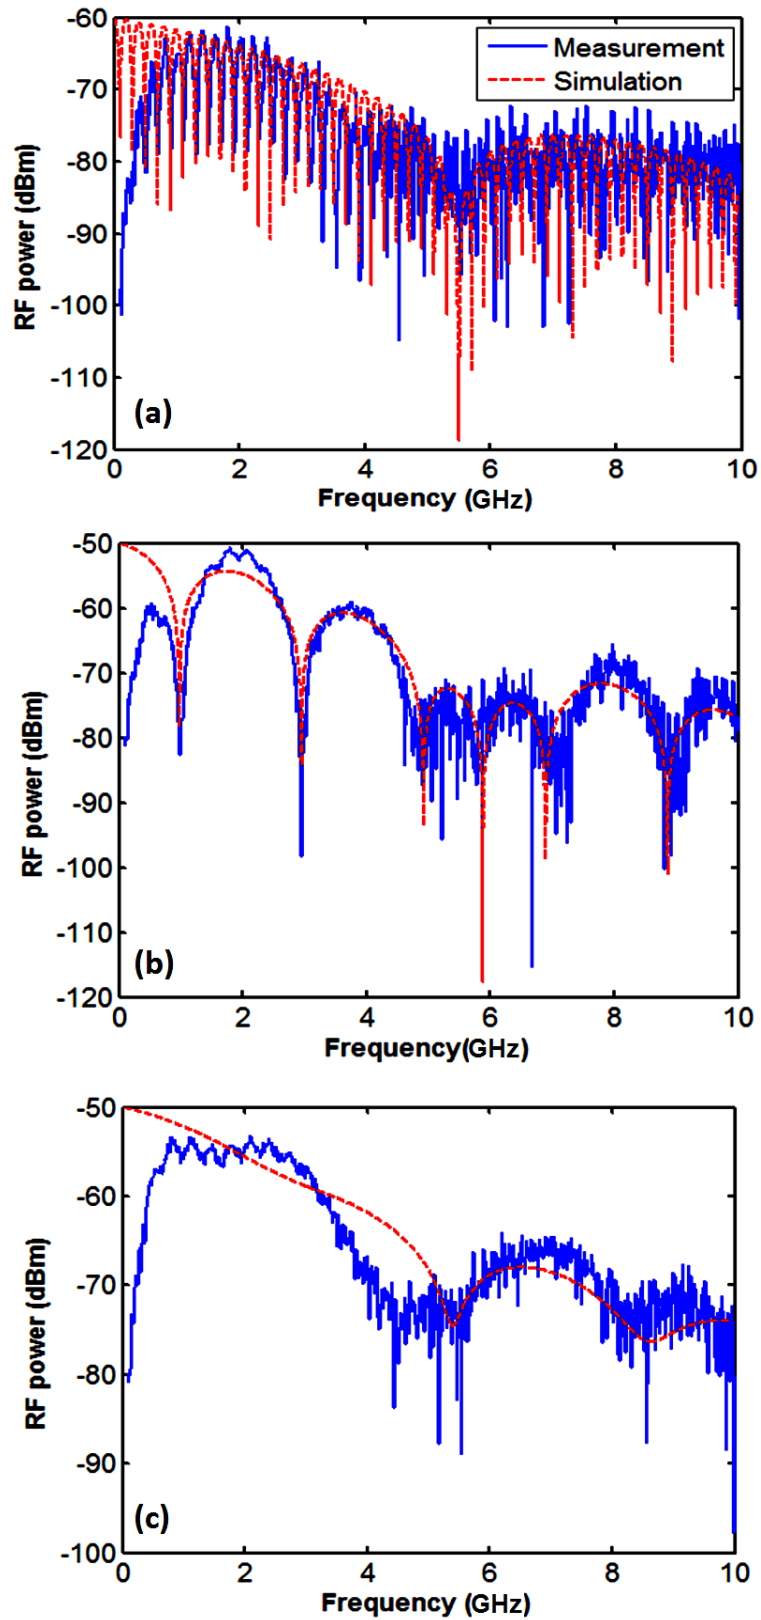 -60
-70
-80
-90
-100
-110
-120
RF power (dBm)
Measurement
Simulation
(a)
0 2 4 6 8 10
Frequency (GHz)
-50
-60
-70
-80
-90
-100
-110
-120
RF power (dBm)
(b)
0 2 4 6 8 10
Frequency(GHz)
-50
-60
-70
-80
-90
-100
RF power (dBm)
(c)
0 2 4 6 8 10
Frequency (GHz)